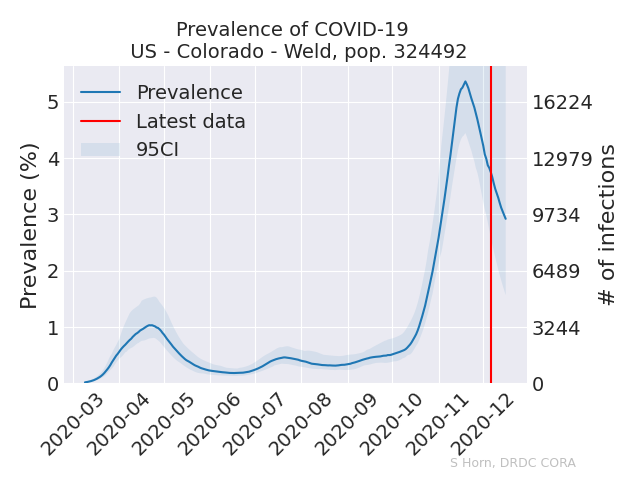 Prevalence of COVID-19
US - Colorado - Weld, pop. 324492
Prevalence
Latest data
95CI
Prevalence (%)
5
4
3
2
1
0
16224
12979
9734
6489
3244
0
# of infections
2020-03
2020-04
2020-05
2020-06
2020-07
2020-08
2020-09
2020-10
2020-11
2020-12
S Horn, DRDC CORA